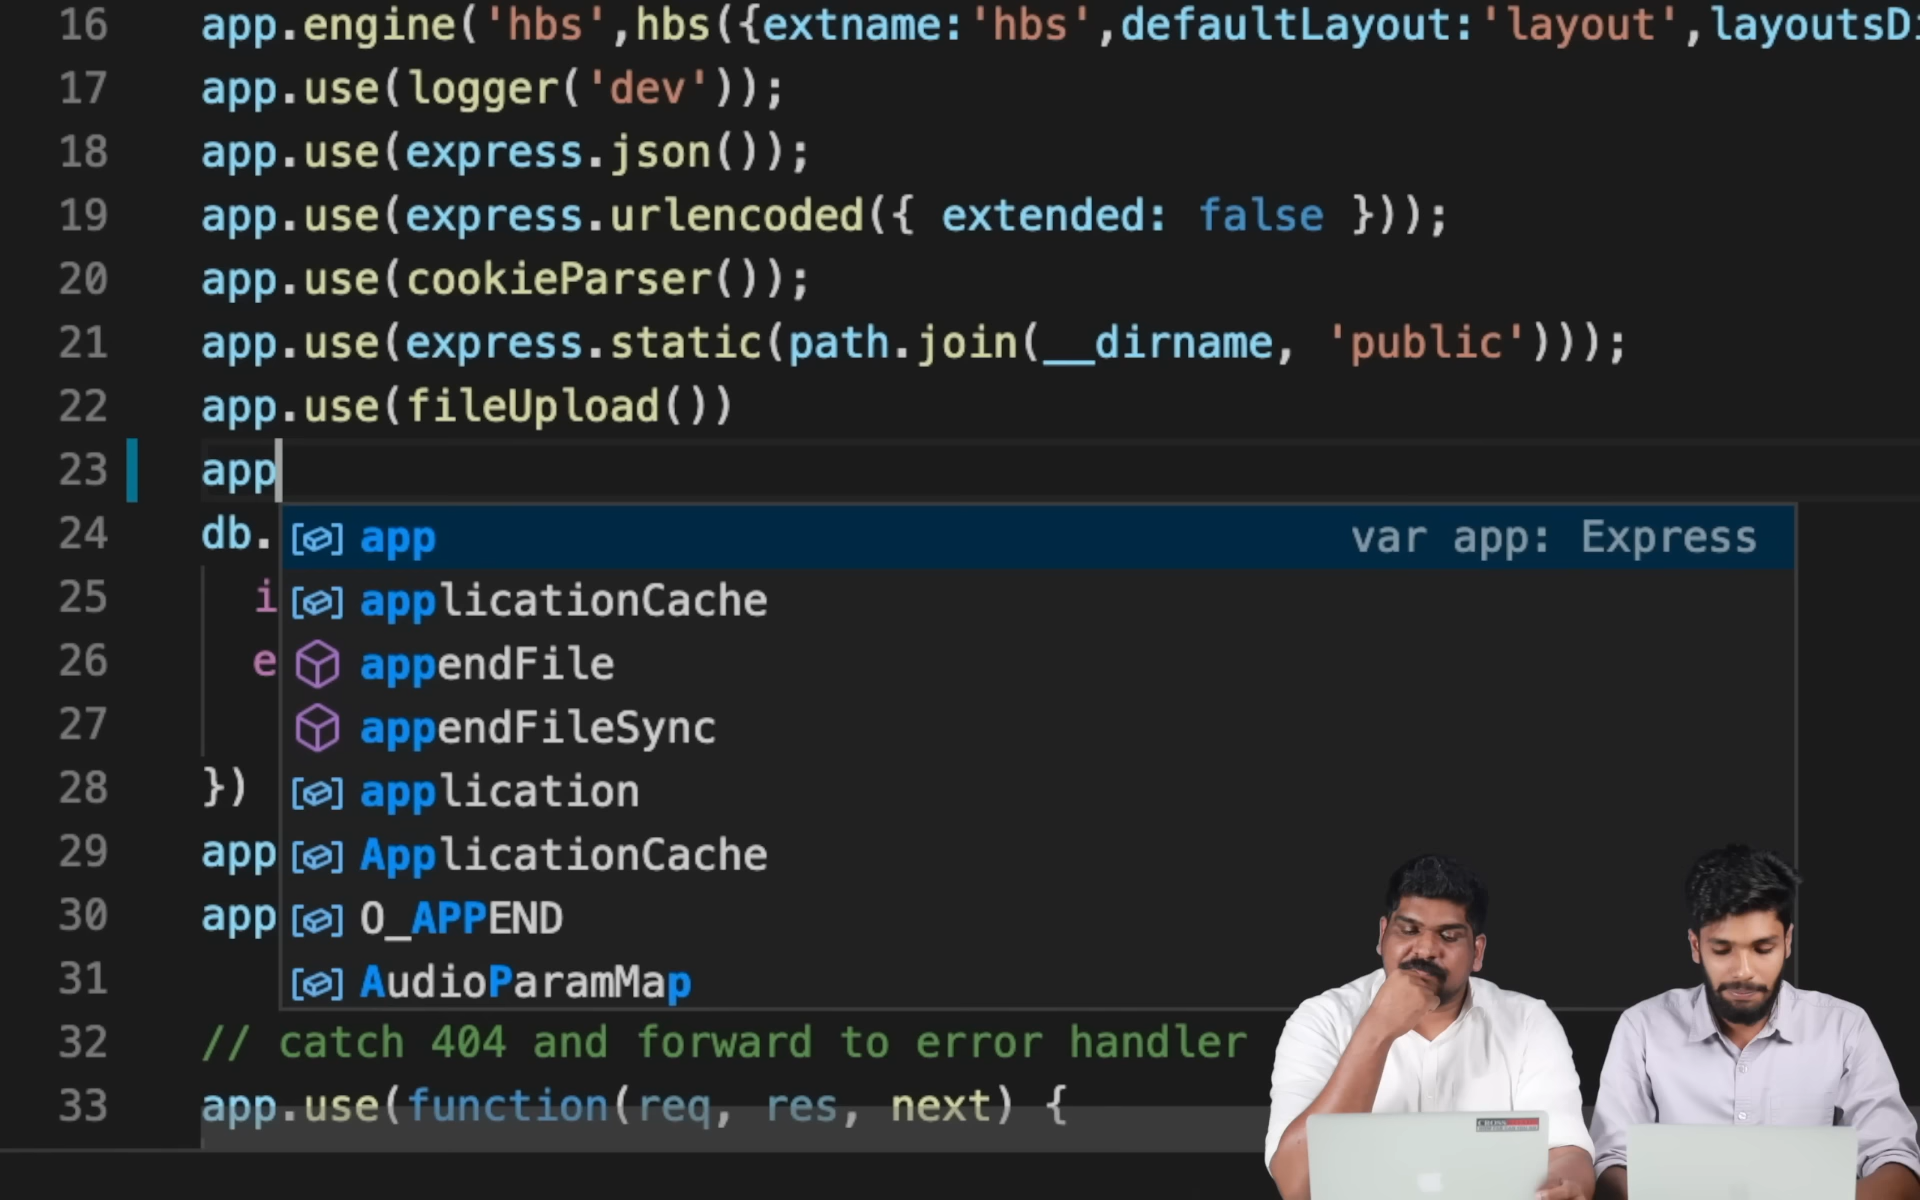 16 app.engine('hbs',hbs({extname:'hbs',defaultLayout:'layout',layoutsDi
17 app.use(logger('dev'));
18 app.use(express.json());
19 app.use(express.urlencoded({ extended: false }));
20 app.use(cookieParser());
21 app.use(express.static(path.join(__dirname, 'public')));
22 app.use(fileUpload())
23 app
24 db.
app var app: Express
25 i
applicationCache
26 e
appendFile
27
appendFileSync
28 })
application
29 app
ApplicationCache
30 app
O_APPEND
31
AudioParamMap
32 // catch 404 and forward to error handler
33 app.use(function(req, res, next) {